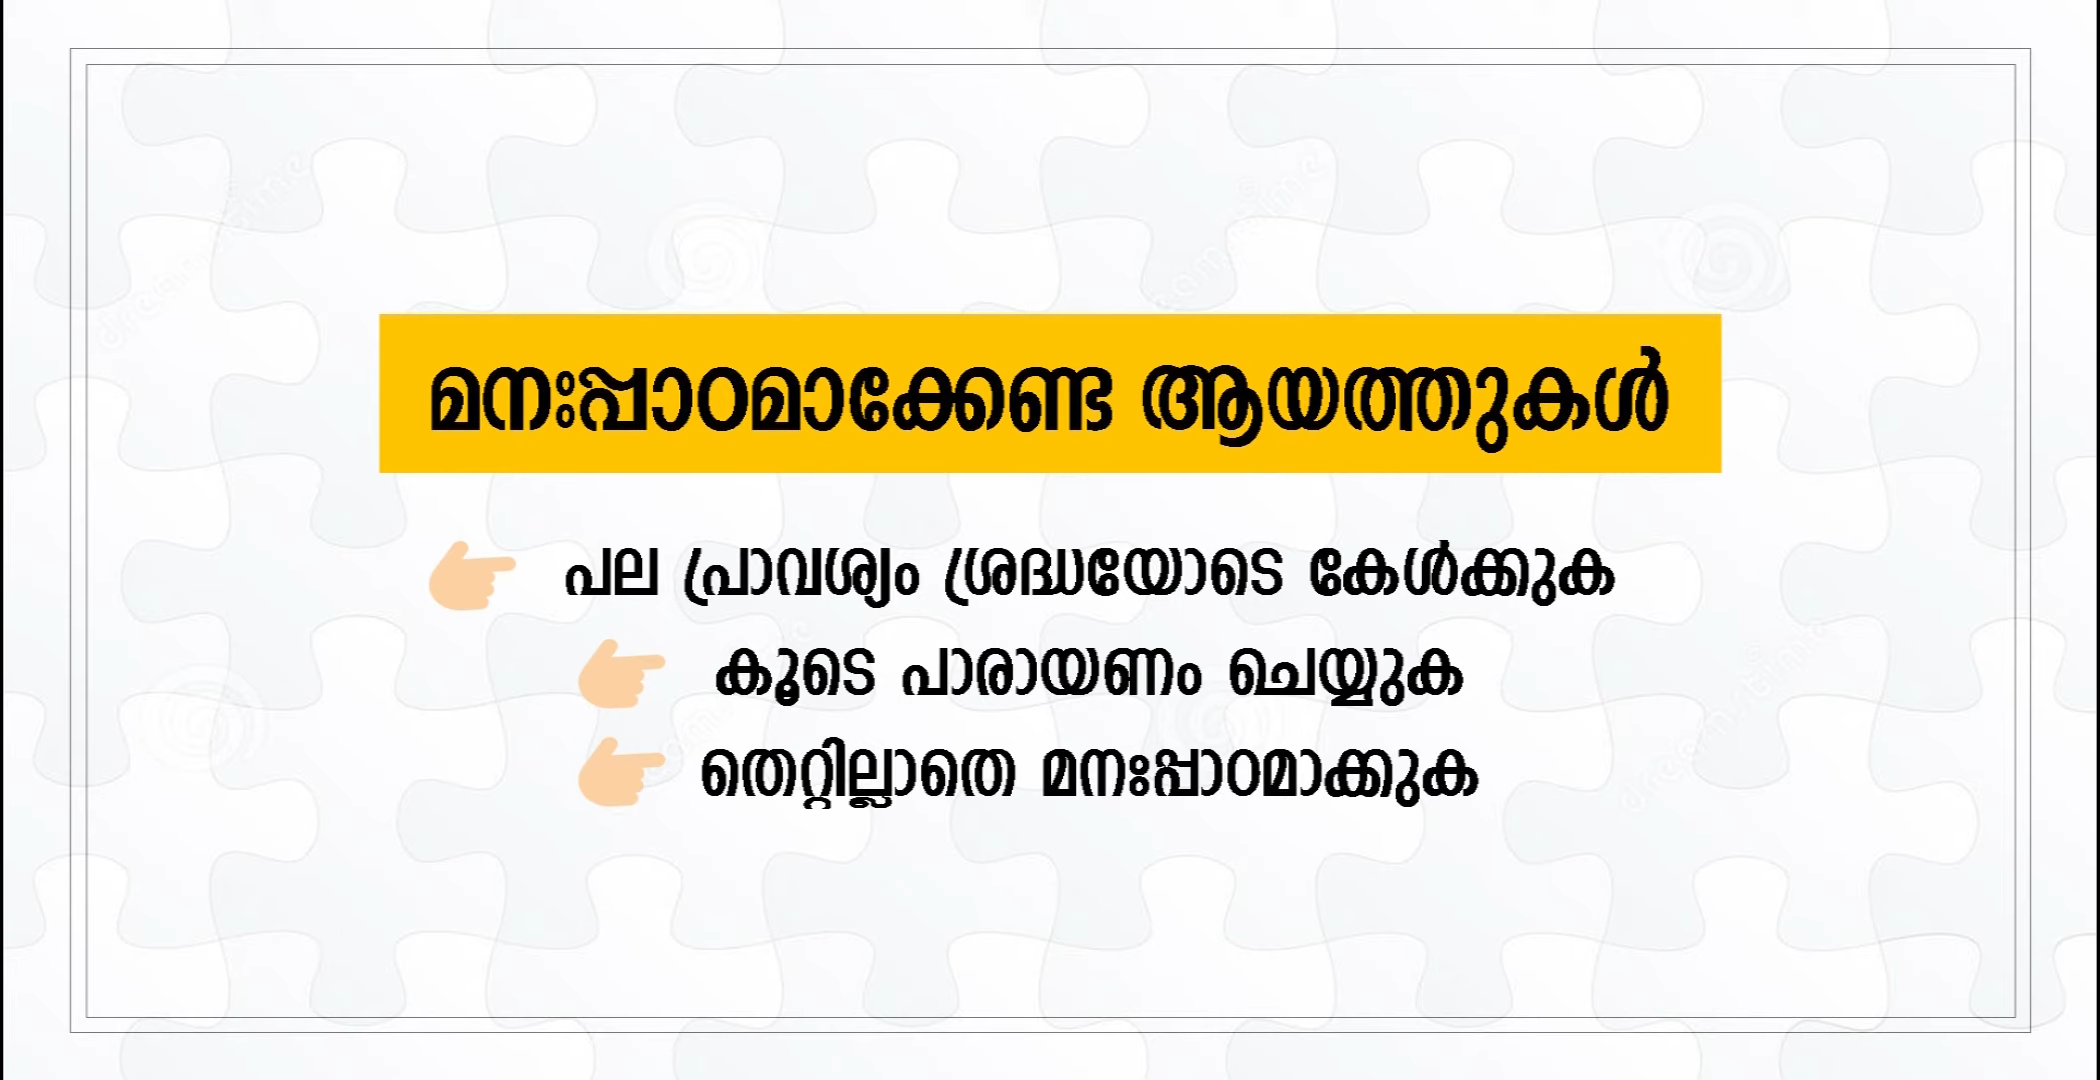 മനഃപ്പാഠമാക്കേണ്ട ആയത്തുകൾ
പല പ്രാവശ്യം ശ്രദ്ധയോടെ കേൾക്കുക
കൂടെ പാരായണം ചെയ്യുക
തെറ്റില്ലാതെ മനഃപ്പാഠമാക്കുക